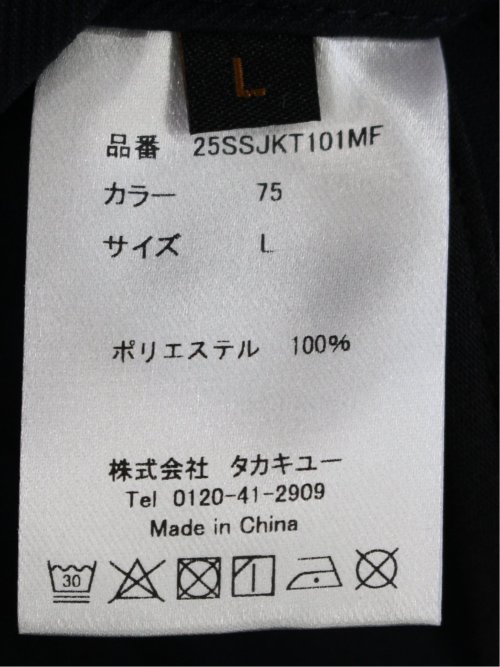 L
品番 25SSJKT101MF
カラー 75
サイズ L
ポリエステル 100%
株式会社 タカキユー
Tel 0120-41-2909
Made in China
30